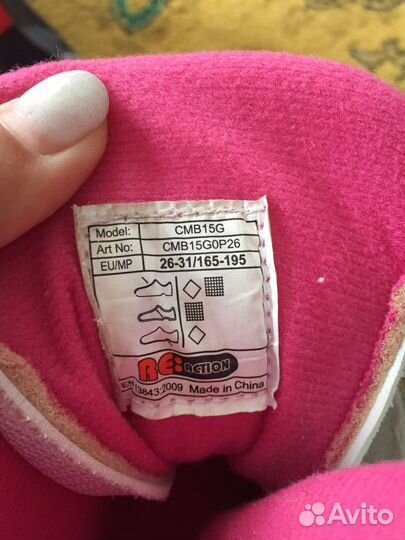 Model: CMB15G
Art No: CMB15G0P26
EU/MP 26-31/165-195
RE:ACTION
EN 13843-2009 Made in China
Avito